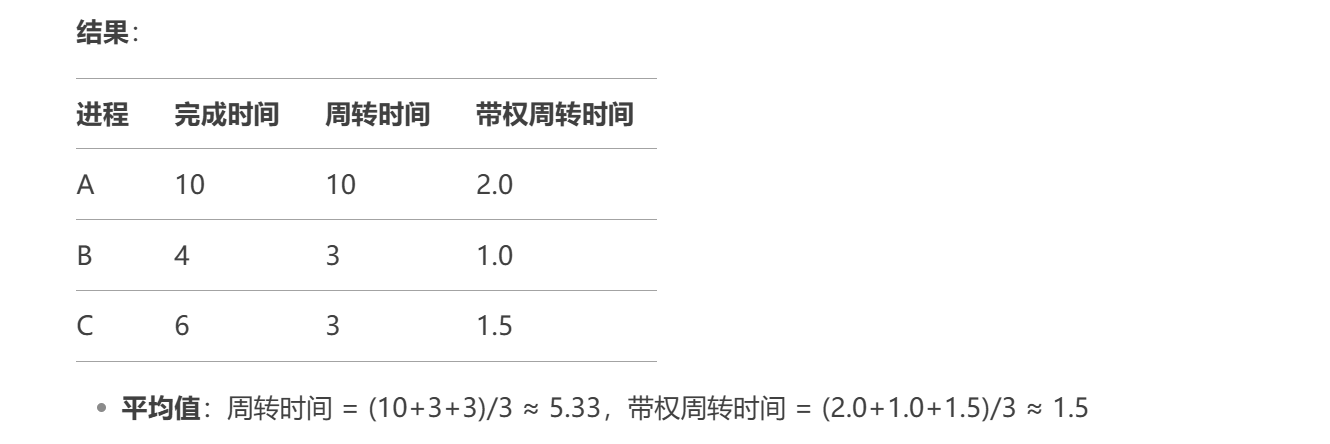 结果：
进程 完成时间 周转时间 带权周转时间
A 10 10 2.0
B 4 3 1.0
C 6 3 1.5
• 平均值：周转时间 = (10+3+3)/3 ≈ 5.33，带权周转时间 = (2.0+1.0+1.5)/3 ≈ 1.5